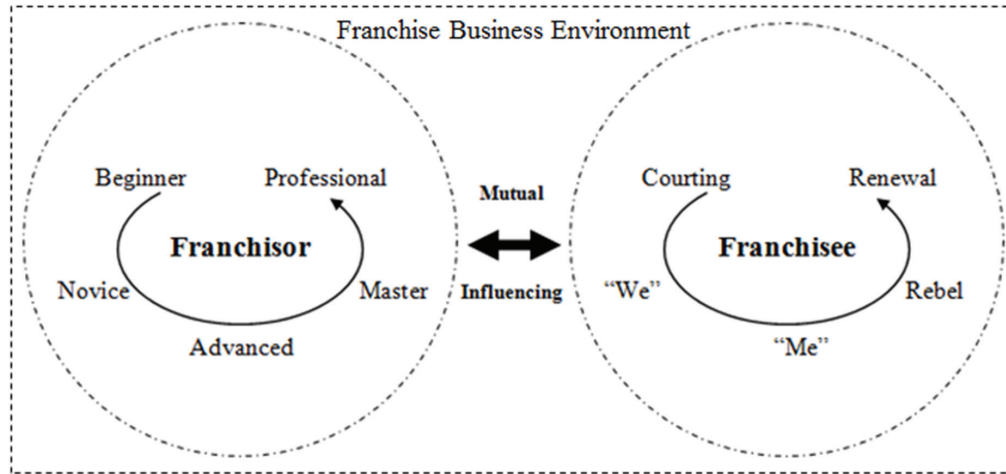 Franchise Business Environment
Beginner
Professional
Franchisor
Novice
Master
Advanced
Mutual
Influencing
Courting
Renewal
Franchisee
“We”
Rebel
“Me”